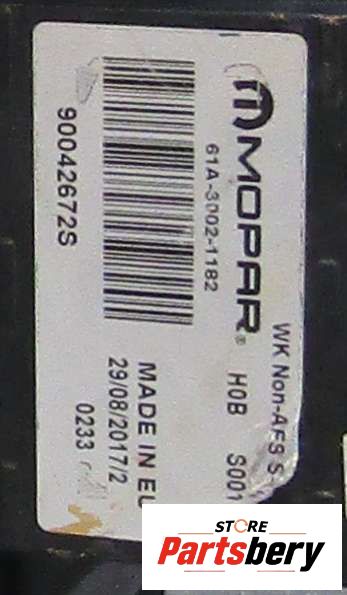 MOPAR®
WK Non-AFS S-
61A-3002-1182
H0B S001
MADE IN EU
29/08/2017/2
0233
90042672S
STORE
Partsbery